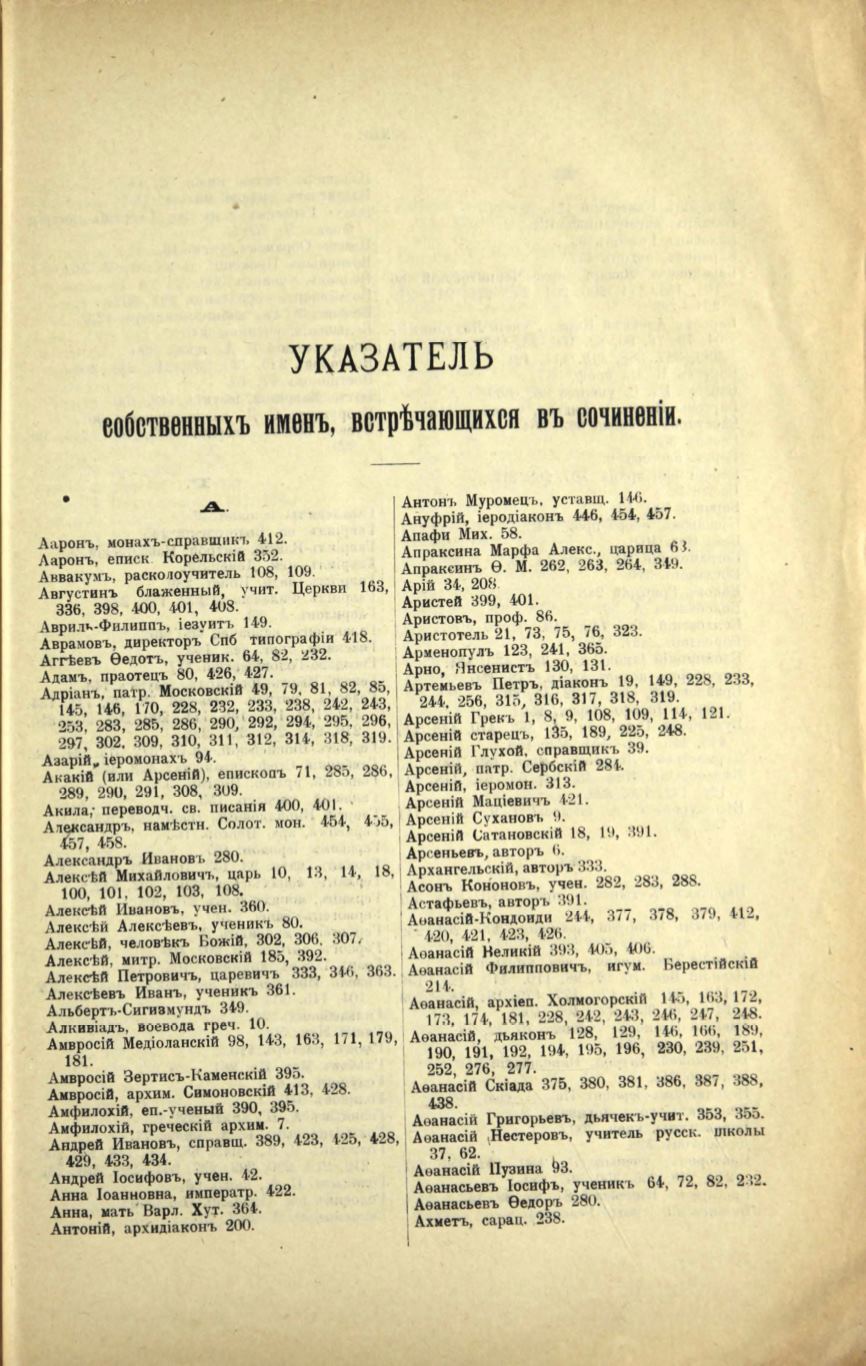 УКАЗАТЕЛЬ
собственныхъ именъ, встрѣчающихся въ сочиненіи.
А.
Ааронъ, монахъ-справщикъ 412.
Ааронъ, еписк Корельскій 352.
Аввакумъ, расколоучитель 108, 109.
Августинъ блаженный, учит. Церкви 163,
336, 398, 400, 401, 408.
Авриль-Филиппъ, іезуитъ 149.
Аврамовъ, директоръ Спб типографіи 418.
Аггѣевъ Ѳедотъ, ученик. 64, 82, 232.
Адамъ, праотецъ 80, 426, 427.
Адріанъ, патр. Московскій 49, 79, 81, 82, 85,
145, 146, 170, 228, 232, 233, 238, 242, 243,
253, 283, 285, 286, 290, 292, 294, 295, 296,
297, 302, 309, 310, 311, 312, 314, 318, 319.
Азарій, іеромонахъ 94.
Акакій (или Арсеній), епископъ 71, 285, 286,
289, 290, 291, 308, 309.
Акила, переводч. св. писанія 400, 401.
Александръ, намѣстн. Солот. мон. 454, 455,
457, 458.
Александръ Ивановъ 280.
Алексѣй Михайловичъ, царь 10, 13, 14, 18,
100, 101, 102, 103, 108.
Алексѣй Ивановъ, учен. 360.
Алексѣй Алексѣевъ, ученикъ 80.
Алексѣй, человѣкъ Божій, 302, 306, 307.
Алексѣй, митр. Московскій 185, 392.
Алексѣй Петровичъ, царевичъ 333, 346, 363.
Алексѣевъ Иванъ, ученикъ 361.
Альбертъ-Сигизмундъ 349.
Алкивіадъ, воевода греч. 10.
Амвросій Медіоланскій 98, 143, 163, 171, 179,
181.
Амвросій Зертисъ-Каменскій 395.
Амвросій, архим. Симоновскій 413, 428.
Амфилохій, еп.-ученый 390, 395.
Амфилохій, греческій архим. 7.
Андрей Ивановъ, справщ. 389, 423, 425, 428,
429, 433, 434.
Андрей Іосифовъ, учен. 42.
Анна Іоанновна, императр. 422.
Анна, мать Варл. Хут. 364.
Антоній, архидіаконъ 200.
Антонъ Муромецъ, уставщ. 146.
Ануфрій, іеродіаконъ 446, 454, 457.
Апафи Мих. 58.
Апраксина Марфа Алекс., царица 63.
Апраксинъ Ѳ. М. 262, 263, 264, 349.
Арій 34, 208
Аристей 399, 401.
Аристовъ, проф. 86.
Аристотель 21, 73, 75, 76, 323.
Арменопулъ 123, 241, 365.
Арно, Янсенистъ 130, 131.
Артемьевъ Петръ, діаконъ 19, 149, 228, 233,
244, 256, 315, 316, 317, 318, 319.
Арсеній Грекъ 1, 8, 9, 108, 109, 114, 121.
Арсеній старецъ, 135, 189, 225, 248.
Арсеній Глухой, справщикъ 39.
Арсеній, патр. Сербскій 284.
Арсеній, іеромон. 313.
Арсеній Маціевичъ 421.
Арсеній Сухановъ 9.
Арсеній Сатановскій 18, 19, 391.
Арсеньевъ, авторъ 6.
Архангельскій, авторъ 333.
Асонъ Кононовъ, учен. 282, 283, 288.
Астафьевъ, авторъ 391.
Аѳанасій-Кондоиди 244, 377, 378, 379, 412,
420, 421, 423, 426.
Аѳанасій Великій 393, 405, 406.
Аѳанасій Филипповичъ, игум. Берестійскій
214.
Аѳанасій, архіеп. Холмогорскій 145, 163, 172,
173, 174, 181, 228, 242, 243, 246, 247, 248.
Аѳанасій, дьяконъ 128, 129, 146, 166, 189,
190, 191, 192, 194, 195, 196, 230, 239, 251,
252, 276, 277.
Аѳанасій Скіада 375, 380, 381, 386, 387, 388,
438.
Аѳанасій Григорьевъ, дьячекъ-учит. 353, 355.
Аѳанасій Нестеровъ, учитель русск. школы
37, 62.
Аѳанасій Пузина 93.
Аѳанасьевъ Іосифъ, ученикъ 64, 72, 82, 232.
Аѳанасьевъ Ѳедоръ 280.
Ахметъ, сарац. 238.